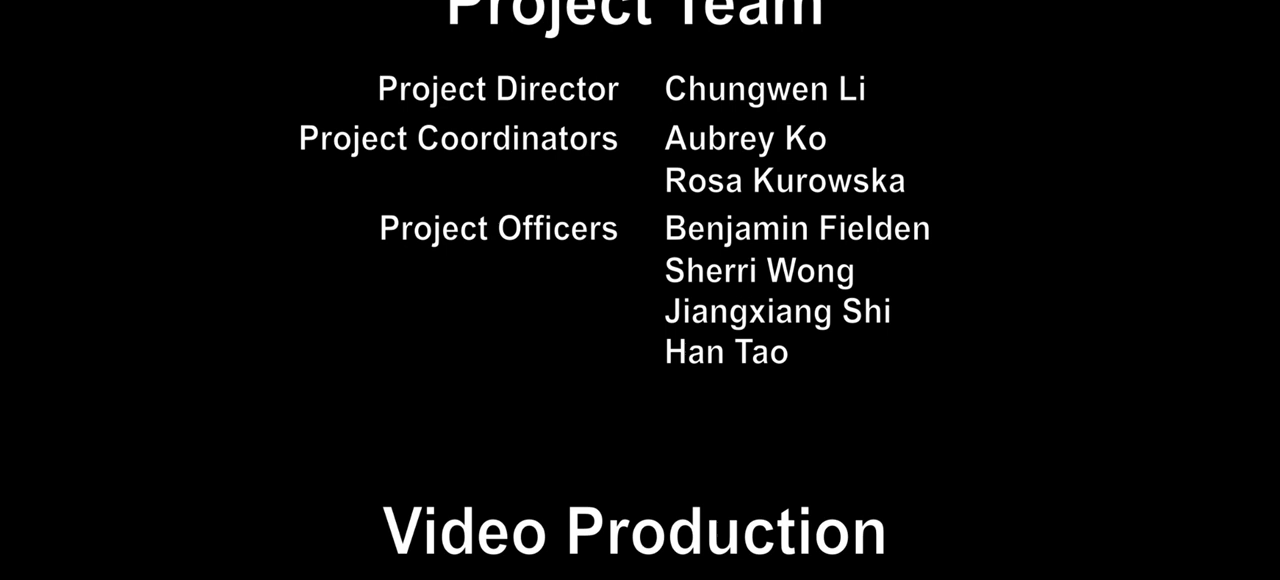 Project Team
Project Director Chungwen Li
Project Coordinators Aubrey Ko
Rosa Kurowska
Project Officers Benjamin Fielden
Sherri Wong
Jiangxiang Shi
Han Tao
Video Production